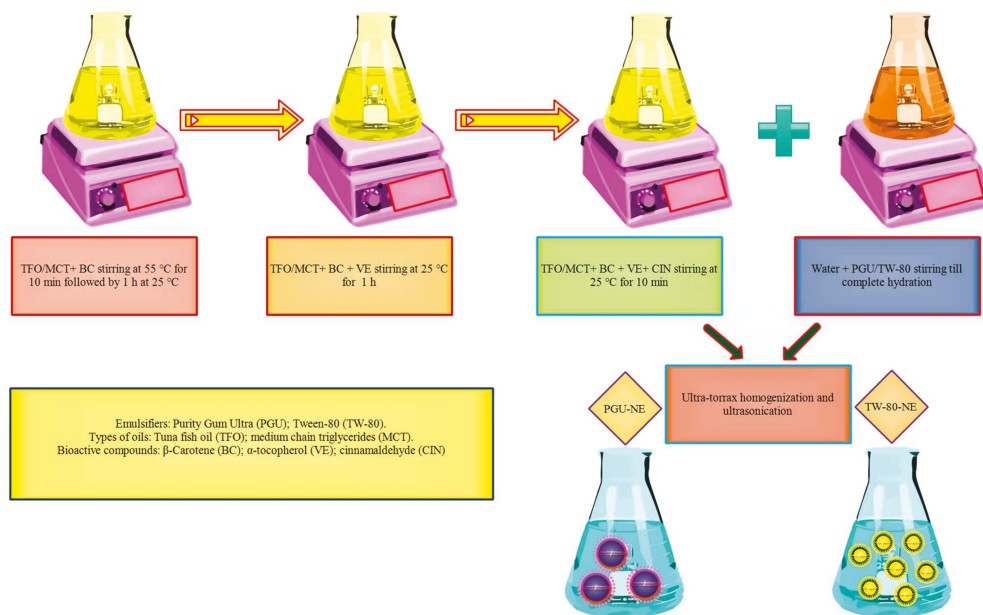 TFO/MCT+ BC stirring at 55 °C for
10 min followed by 1 h at 25 °C
TFO/MCT+ BC + VE stirring at 25 °C
for 1 h
TFO/MCT+ BC + VE+ CIN stirring at
25 °C for 10 min
Water + PGU/TW-80 stirring till
complete hydration
Emulsifiers: Purity Gum Ultra (PGU); Tween-80 (TW-80).
Types of oils: Tuna fish oil (TFO); medium chain triglycerides (MCT).
Bioactive compounds: β-Carotene (BC); α-tocopherol (VE); cinnamaldehyde (CIN)
PGU-NE
Ultra-torrax homogenization and
ultrasonication
TW-80-NE